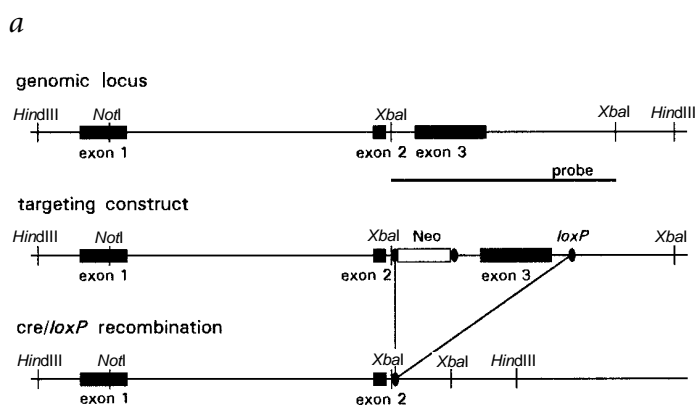 a
genomic locus
HindIII NotI XbaI XbaI HindIII
exon 1 exon 2 exon 3
probe
targeting construct
HindIII NotI XbaI Neo loxP XbaI
exon 1 exon 2 exon 3
cre/loxP recombination
HindIII NotI XbaI XbaI HindIII
exon 1 exon 2